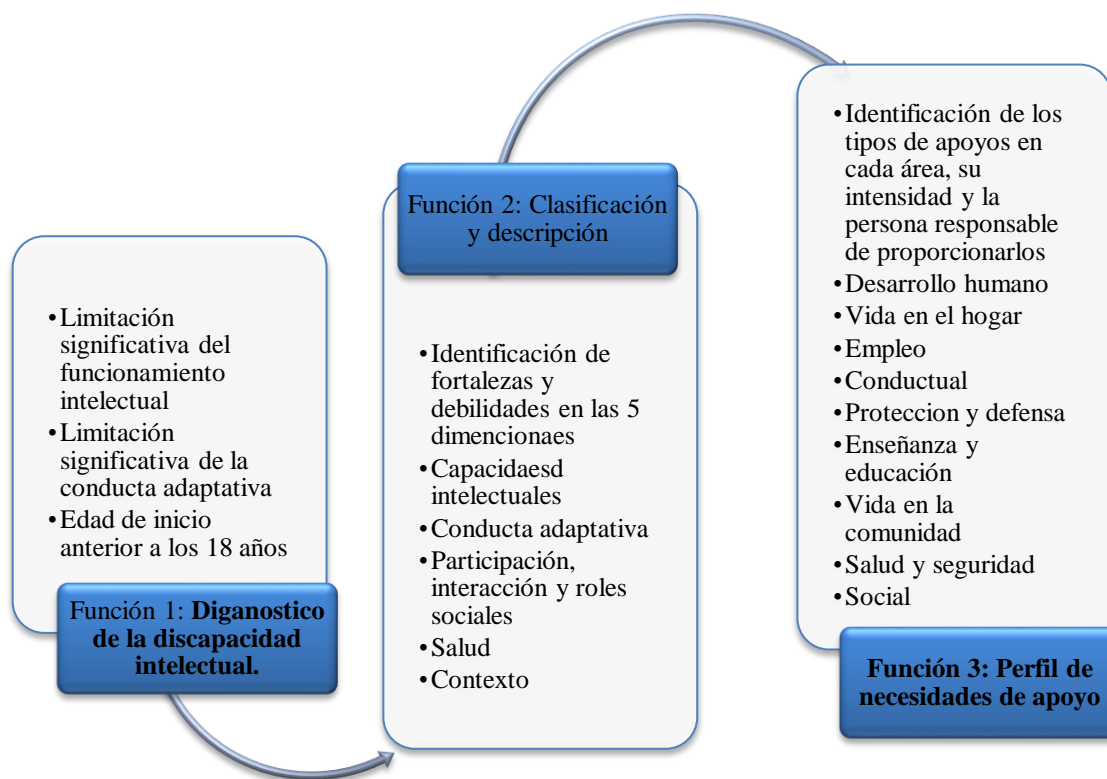 •Limitación
significativa del
funcionamiento
intelectual
•Limitación
significativa de la
conducta adaptativa
•Edad de inicio
anterior a los 18 años
Función 1: Diganostico
de la discapacidad
intelectual.
Función 2: Clasificación
y descripción
•Identificación de
fortalezas y
debilidades en las 5
dimencionaes
•Capacidaesd
intelectuales
•Conducta adaptativa
•Participación,
interacción y roles
sociales
•Salud
•Contexto
•Identificación de los
tipos de apoyos en
cada área, su
intensidad y la
persona responsable
de proporcionarlos
•Desarrollo humano
•Vida en el hogar
•Empleo
•Conductual
•Proteccion y defensa
•Enseñanza y
educación
•Vida en la
comunidad
•Salud y seguridad
•Social
Función 3: Perfil de
necesidades de apoyo